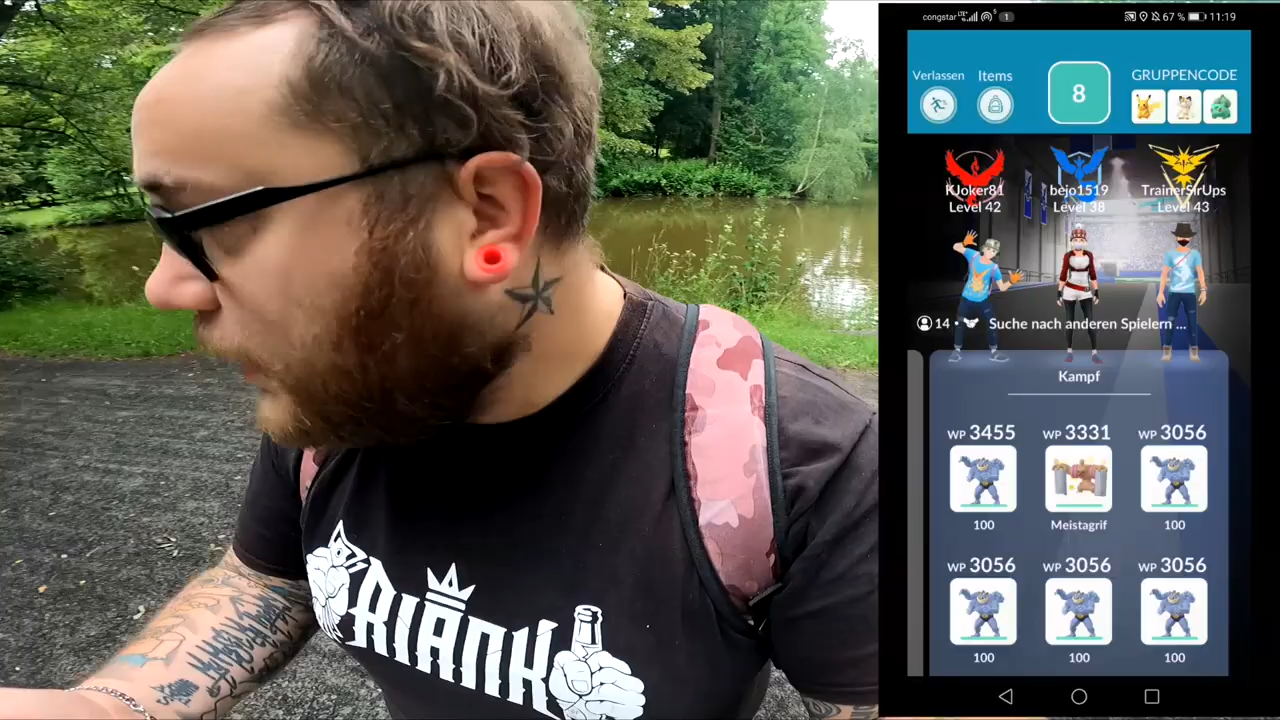 congstar 1 67 % 11:19
Verlassen Items 8 GRUPPENCODE
KJoker81 bejo1519 TrainerSirUps
Level 42 Level 38 Level 43
14 • Suche nach anderen Spielern ...
Kampf
WP 3455 WP 3331 WP 3056
100 Meistagrif 100
WP 3056 WP 3056 WP 3056
100 100 100
RIANK